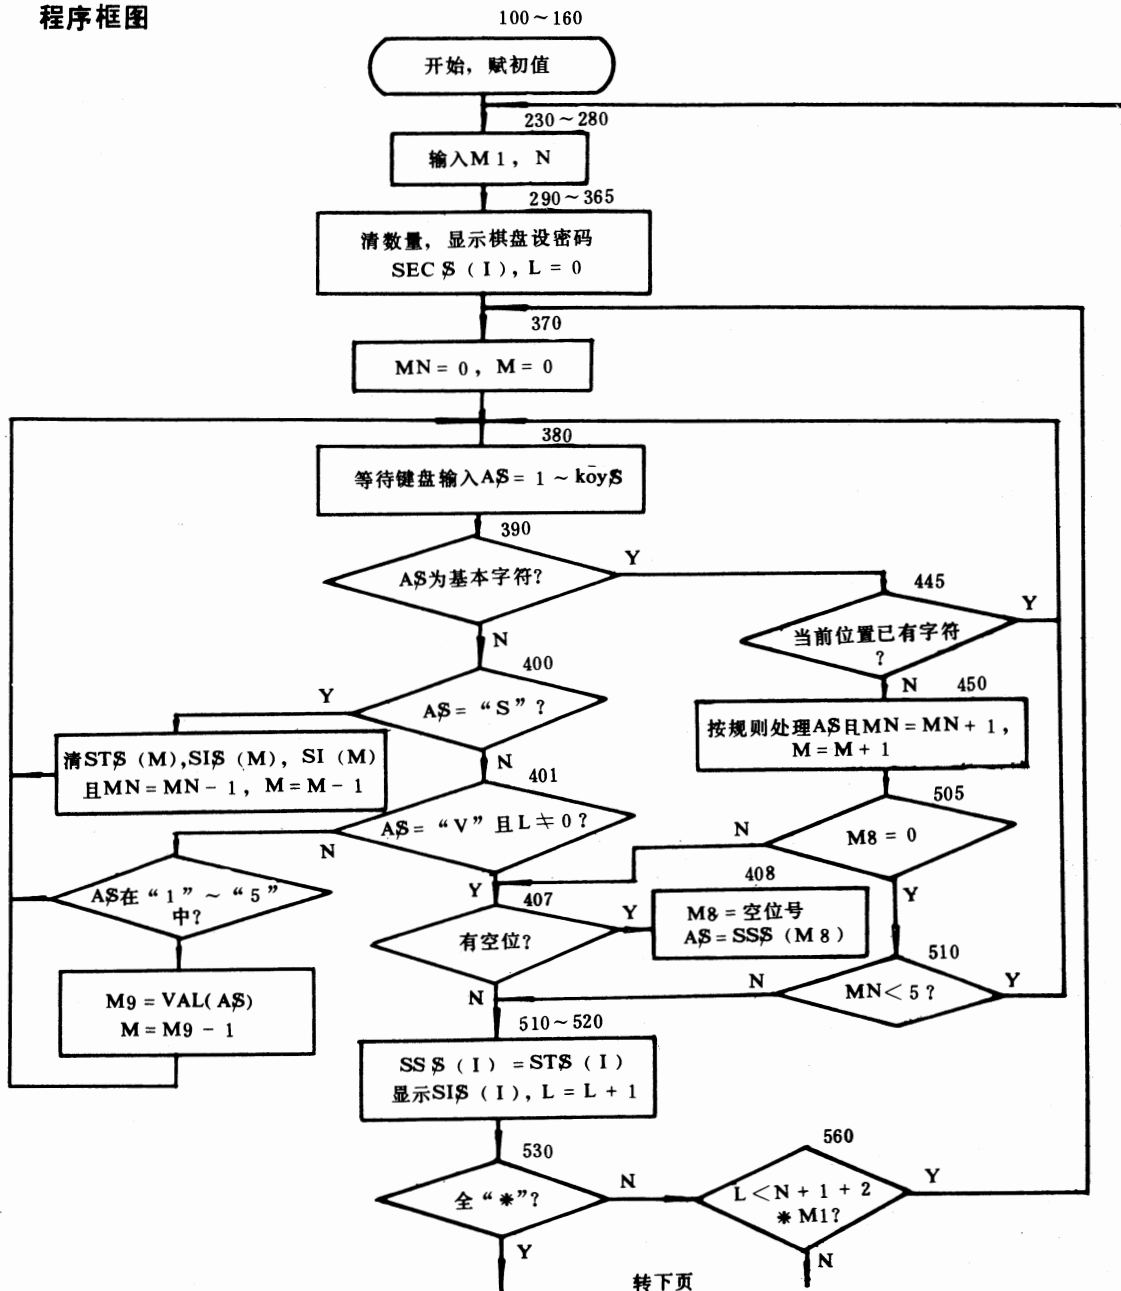 程序框图
100～160
开始，赋初值
230～280
输入M1，N
290～365
清数量，显示棋盘设密码
SEC$（I），L＝0
370
MN＝0，M＝0
380
等待键盘输入A$＝1～kōy$
390
A$为基本字符？
Y
N
445
当前位置已有字符
？
Y
N
400
A$＝“S”？
Y
N
450
按规则处理A$且MN＝MN＋1，
M＝M＋1
清ST$（M），SI$（M），SI（M）
且MN＝MN－1，M＝M－1
401
A$＝“V”且L≠0？
N
Y
505
M8＝0
N
Y
A$在“1”～“5”
中？
407
有空位？
Y
N
408
M8＝空位号
A$＝SS$（M8）
510
MN＜5？
N
Y
M9＝VAL(A$)
M＝M9－1
510～520
SS$（I）＝ST$（I）
显示SI$（I），L＝L＋1
530
全“*”？
N
Y
560
L＜N＋1＋2
*M1？
Y
N
转下页